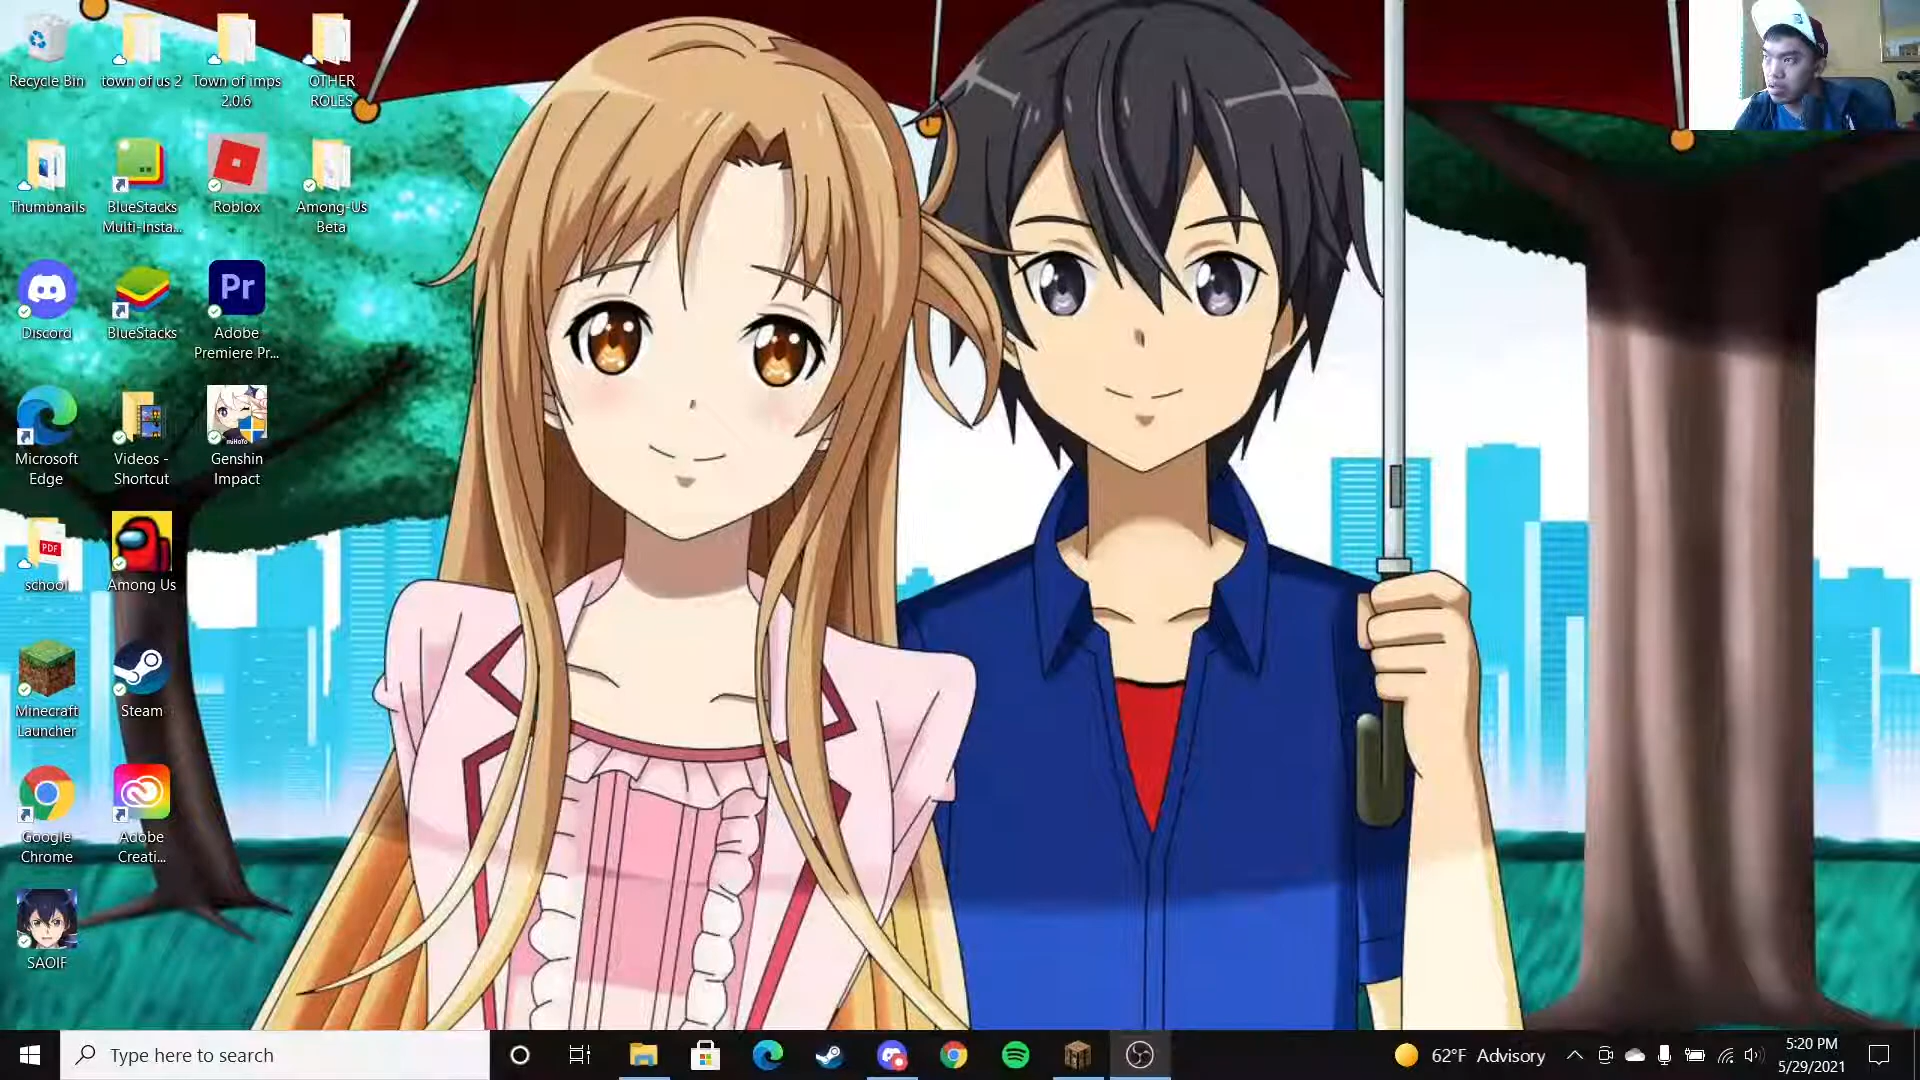 Recycle Bin
town of us 2
Town of imps
2.0.6
OTHER
ROLES
Thumbnails
BlueStacks
Multi-Insta...
Roblox
Among-Us
Beta
Discord
BlueStacks
Pr
Adobe
Premiere Pr...
Microsoft
Edge
Videos -
Shortcut
miHoYo
Genshin
Impact
PDF
school
Among Us
Minecraft
Launcher
Steam
Google
Chrome
Adobe
Creati...
SAOIF
Type here to search
62°F Advisory
5:20 PM
5/29/2021